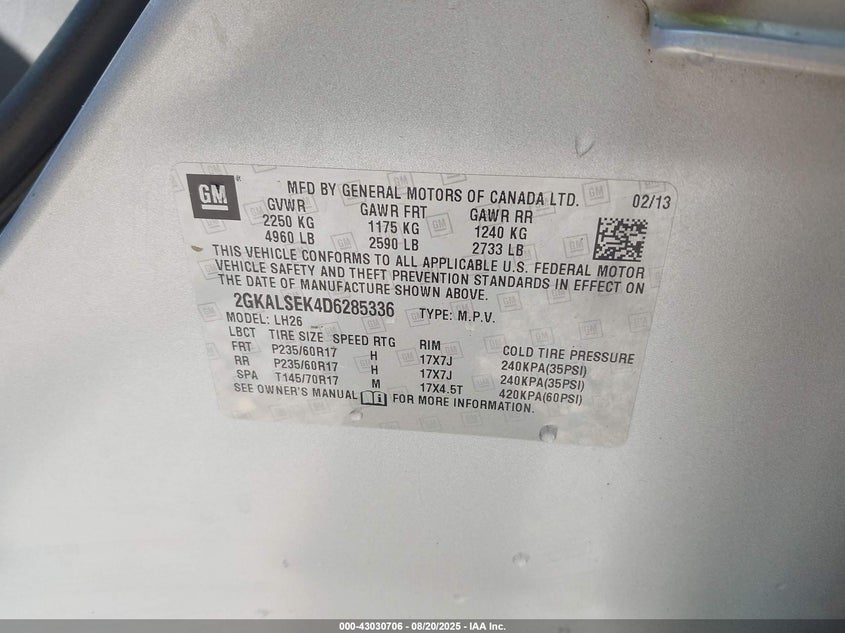 GM
MFD BY GENERAL MOTORS OF CANADA LTD. 02/13
GVWR GAWR FRT GAWR RR
2250 KG 1175 KG 1240 KG
4960 LB 2590 LB 2733 LB
THIS VEHICLE CONFORMS TO ALL APPLICABLE U.S. FEDERAL MOTOR
VEHICLE SAFETY AND THEFT PREVENTION STANDARDS IN EFFECT ON
THE DATE OF MANUFACTURE SHOWN ABOVE.
2GKALSEK4D6285336 TYPE: M.P.V.
MODEL: LH26
LBCT TIRE SIZE SPEED RTG RIM COLD TIRE PRESSURE
FRT P235/60R17 H 17X7J 240KPA(35PSI)
RR P235/60R17 H 17X7J 240KPA(35PSI)
SPA T145/70R17 M 17X4.5T 420KPA(60PSI)
SEE OWNER'S MANUAL FOR MORE INFORMATION.
000-43030706 - 08/20/2025 - IAA Inc.